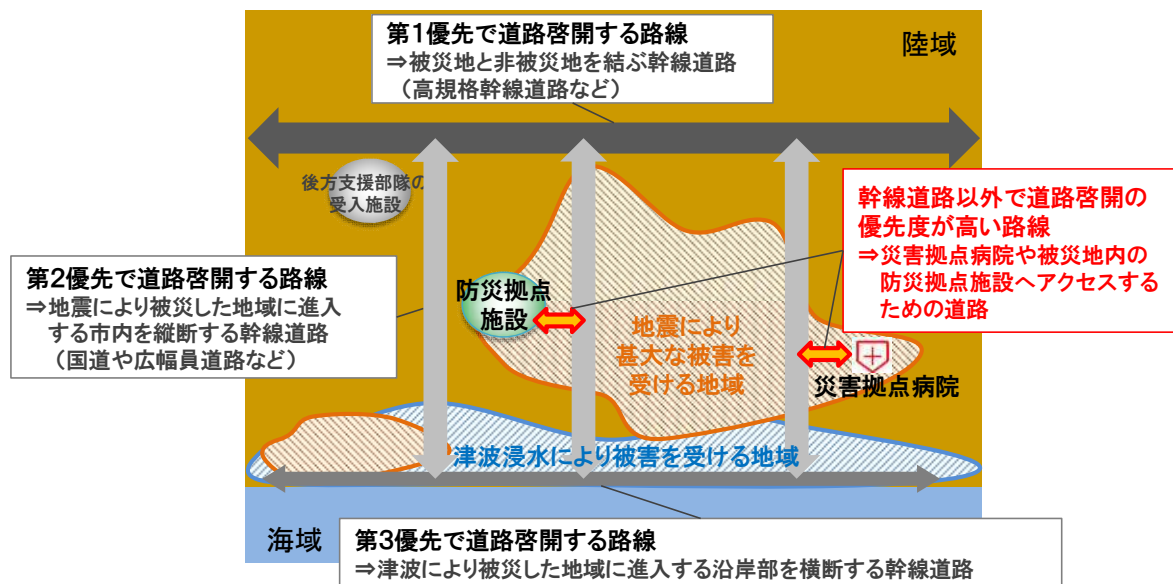 第1優先で道路啓開する路線
⇒被災地と非被災地を結ぶ幹線道路
（高規格幹線道路など）
陸域
後方支援部隊の
受入施設
幹線道路以外で道路啓開の
優先度が高い路線
⇒災害拠点病院や被災地内の
防災拠点施設へアクセスする
ための道路
第2優先で道路啓開する路線
⇒地震により被災した地域に進入
する市内を縦断する幹線道路
（国道や広幅員道路など）
防災拠点
施設
地震により
甚大な被害を
受ける地域
災害拠点病院
津波浸水により被害を受ける地域
海域
第3優先で道路啓開する路線
⇒津波により被災した地域に進入する沿岸部を横断する幹線道路